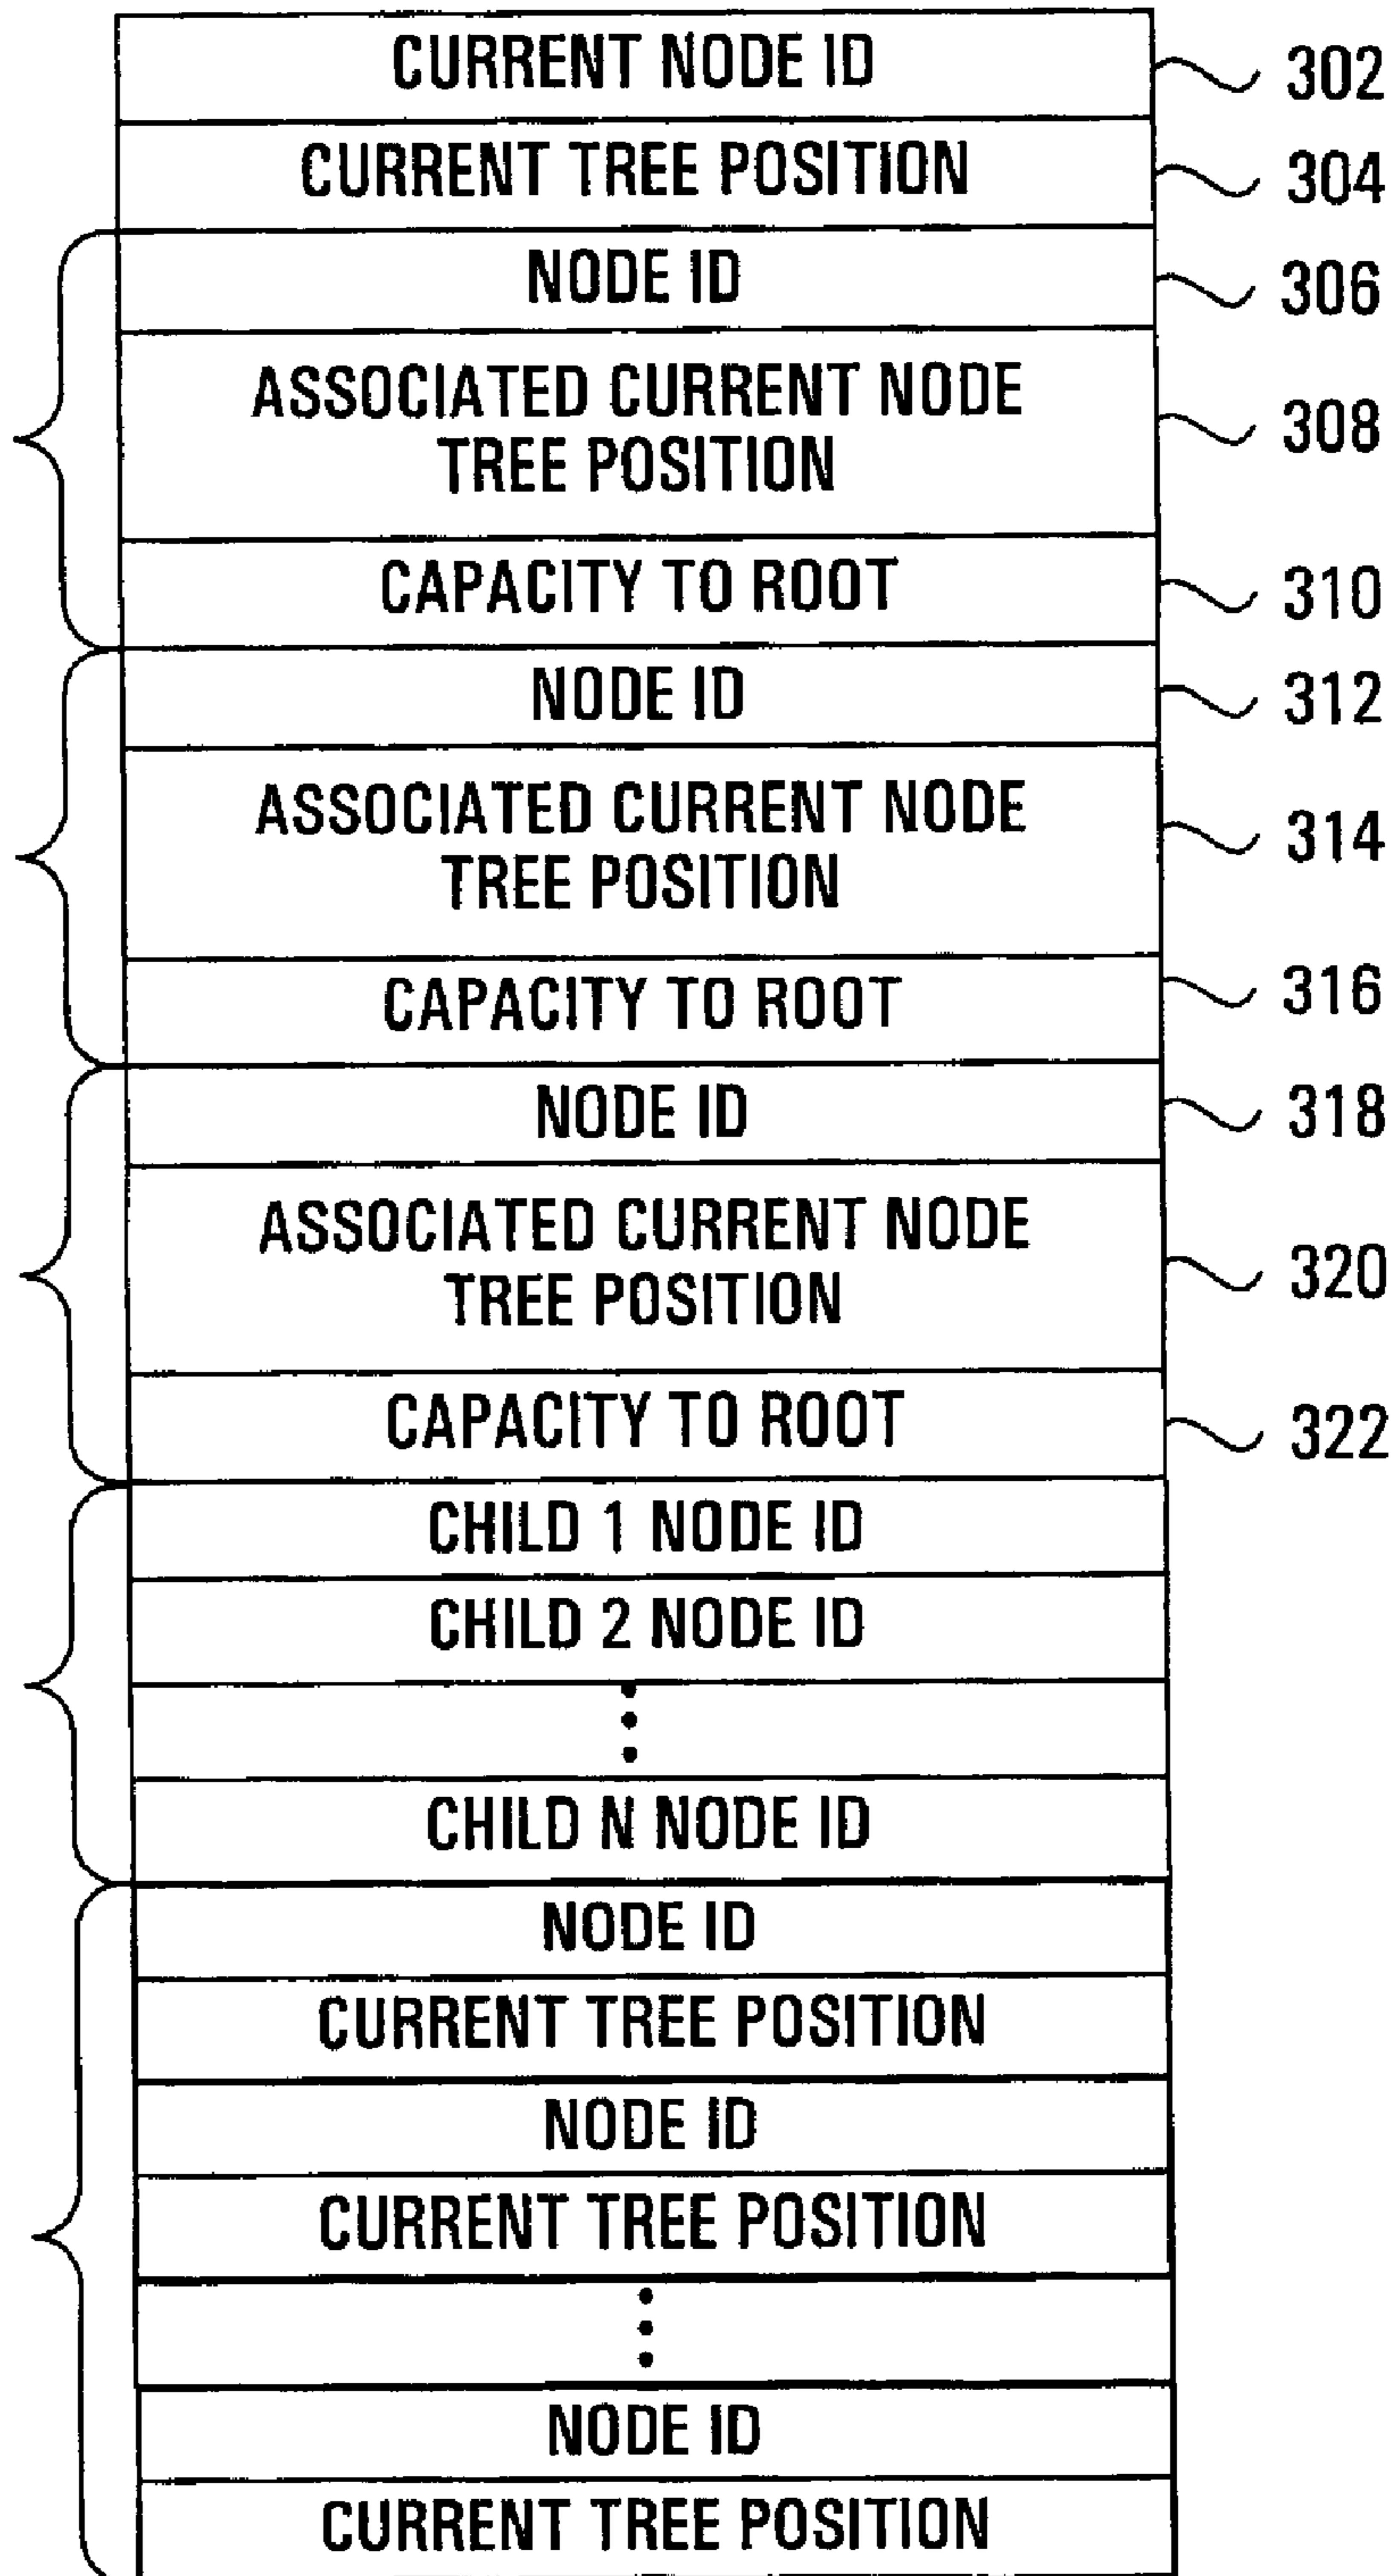 CURRENT NODE ID 302
CURRENT TREE POSITION 304
NODE ID 306
ASSOCIATED CURRENT NODE
TREE POSITION 308
CAPACITY TO ROOT 310
NODE ID 312
ASSOCIATED CURRENT NODE
TREE POSITION 314
CAPACITY TO ROOT 316
NODE ID 318
ASSOCIATED CURRENT NODE
TREE POSITION 320
CAPACITY TO ROOT 322
CHILD 1 NODE ID
CHILD 2 NODE ID
CHILD N NODE ID
NODE ID
CURRENT TREE POSITION
NODE ID
CURRENT TREE POSITION
NODE ID
CURRENT TREE POSITION